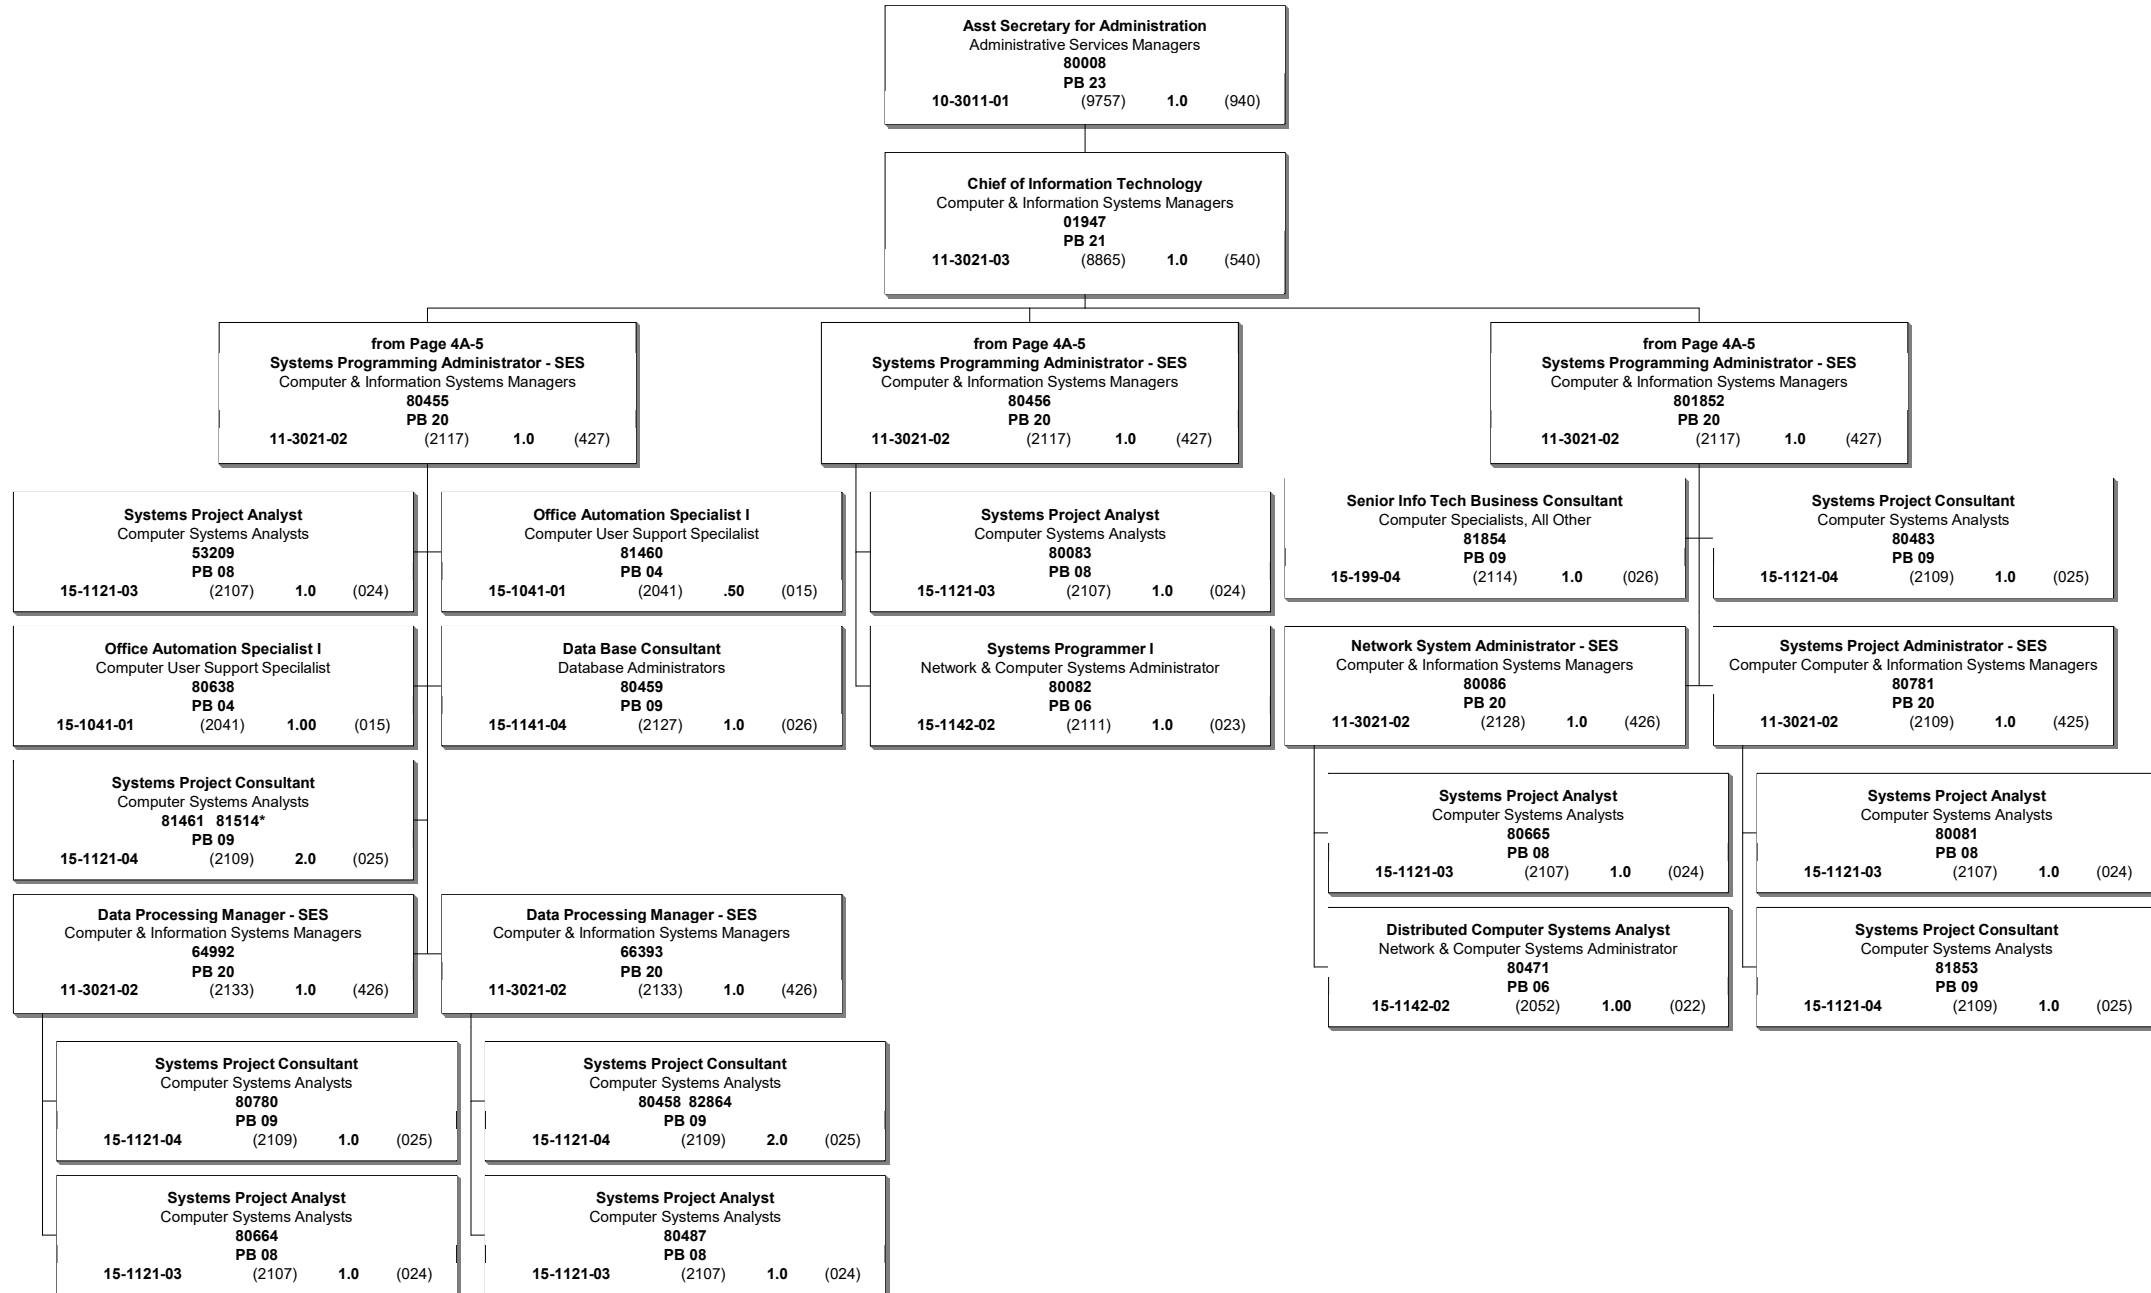 Asst Secretary for Administration
Administrative Services Managers
80008
PB 23
10-3011-01 (9757) 1.0 (940)
Chief of Information Technology
Computer & Information Systems Managers
01947
PB 21
11-3021-03 (8865) 1.0 (540)
from Page 4A-5
Systems Programming Administrator - SES
Computer & Information Systems Managers
80455
PB 20
11-3021-02 (2117) 1.0 (427)
from Page 4A-5
Systems Programming Administrator - SES
Computer & Information Systems Managers
80456
PB 20
11-3021-02 (2117) 1.0 (427)
from Page 4A-5
Systems Programming Administrator - SES
Computer & Information Systems Managers
801852
PB 20
11-3021-02 (2117) 1.0 (427)
Systems Project Analyst
Computer Systems Analysts
53209
PB 08
15-1121-03 (2107) 1.0 (024)
Office Automation Specialist I
Computer User Support Specilalist
81460
PB 04
15-1041-01 (2041) .50 (015)
Systems Project Analyst
Computer Systems Analysts
80083
PB 08
15-1121-03 (2107) 1.0 (024)
Senior Info Tech Business Consultant
Computer Specialists, All Other
81854
PB 09
15-199-04 (2114) 1.0 (026)
Systems Project Consultant
Computer Systems Analysts
80483
PB 09
15-1121-04 (2109) 1.0 (025)
Office Automation Specialist I
Computer User Support Specilalist
80638
PB 04
15-1041-01 (2041) 1.00 (015)
Data Base Consultant
Database Administrators
80459
PB 09
15-1141-04 (2127) 1.0 (026)
Systems Programmer I
Network & Computer Systems Administrator
80082
PB 06
15-1142-02 (2111) 1.0 (023)
Network System Administrator - SES
Computer & Information Systems Managers
80086
PB 20
11-3021-02 (2128) 1.0 (426)
Systems Project Administrator - SES
Computer Computer & Information Systems Managers
80781
PB 20
11-3021-02 (2109) 1.0 (425)
Systems Project Consultant
Computer Systems Analysts
81461 81514*
PB 09
15-1121-04 (2109) 2.0 (025)
Systems Project Analyst
Computer Systems Analysts
80665
PB 08
15-1121-03 (2107) 1.0 (024)
Systems Project Analyst
Computer Systems Analysts
80081
PB 08
15-1121-03 (2107) 1.0 (024)
Data Processing Manager - SES
Computer & Information Systems Managers
64992
PB 20
11-3021-02 (2133) 1.0 (426)
Data Processing Manager - SES
Computer & Information Systems Managers
66393
PB 20
11-3021-02 (2133) 1.0 (426)
Distributed Computer Systems Analyst
Network & Computer Systems Administrator
80471
PB 06
15-1142-02 (2052) 1.00 (022)
Systems Project Consultant
Computer Systems Analysts
81853
PB 09
15-1121-04 (2109) 1.0 (025)
Systems Project Consultant
Computer Systems Analysts
80780
PB 09
15-1121-04 (2109) 1.0 (025)
Systems Project Consultant
Computer Systems Analysts
80458 82864
PB 09
15-1121-04 (2109) 2.0 (025)
Systems Project Analyst
Computer Systems Analysts
80664
PB 08
15-1121-03 (2107) 1.0 (024)
Systems Project Analyst
Computer Systems Analysts
80487
PB 08
15-1121-03 (2107) 1.0 (024)